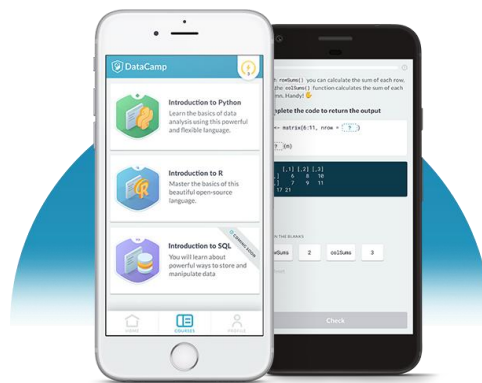 DataCamp
Introduction to Python
Learn the basics of data
analysis using this powerful
and flexible language.
Introduction to R
Master the basics of this
beautiful open-source
language.
COMING SOON
Introduction to SQL
You will learn about
powerful ways to store and
manipulate data
HOME
COURSES
PROFILE
rowSums() you can calculate the sum of each row,
the colSums() function calculates the sum of each
Handy!
the code to return the output
matrix(6:11, nrow = ?
? (m)
[,1] [,2] [,3]
6 8 10
7 9 11
17 21
THE BLANKS
2 colSums 3
Check